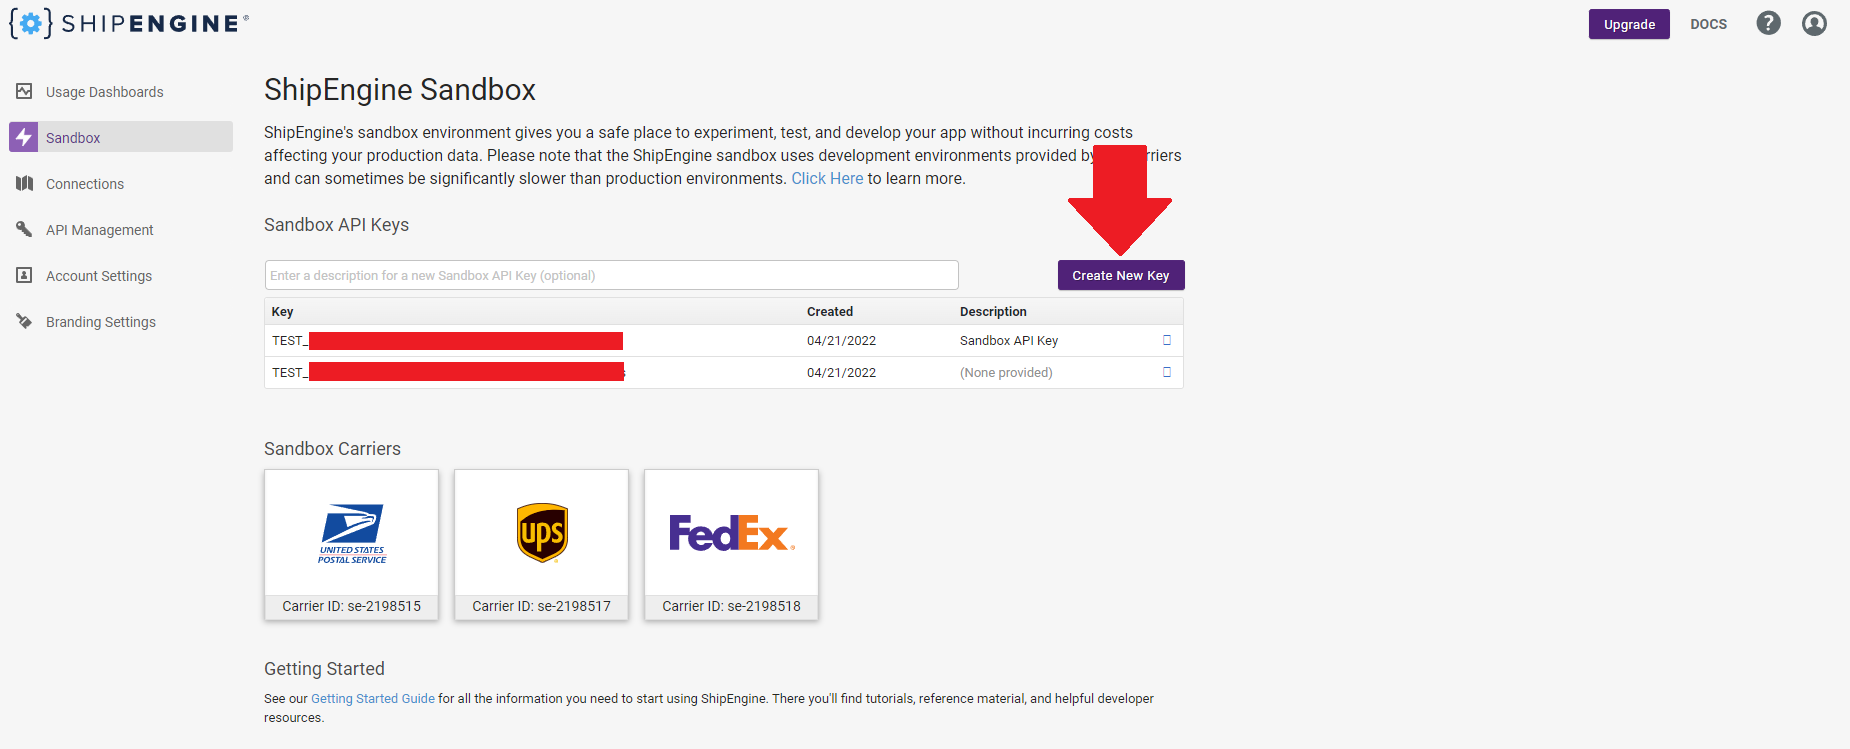 SHIPENGINE®
Upgrade
DOCS
?
Usage Dashboards
Sandbox
Connections
API Management
Account Settings
Branding Settings
ShipEngine Sandbox
ShipEngine's sandbox environment gives you a safe place to experiment, test, and develop your app without incurring costs
affecting your production data. Please note that the ShipEngine sandbox uses development environments provided by
and can sometimes be significantly slower than production environments. Click Here to learn more.
Sandbox API Keys
Enter a description for a new Sandbox API Key (optional)
Create New Key
Key Created Description
TEST_ 04/21/2022 Sandbox API Key
TEST_ 04/21/2022 (None provided)
Sandbox Carriers
UNITED STATES
POSTAL SERVICE
ups
FedEx®
Carrier ID: se-2198515
Carrier ID: se-2198517
Carrier ID: se-2198518
Getting Started
See our Getting Started Guide for all the information you need to start using ShipEngine. There you'll find tutorials, reference material, and helpful developer
resources.